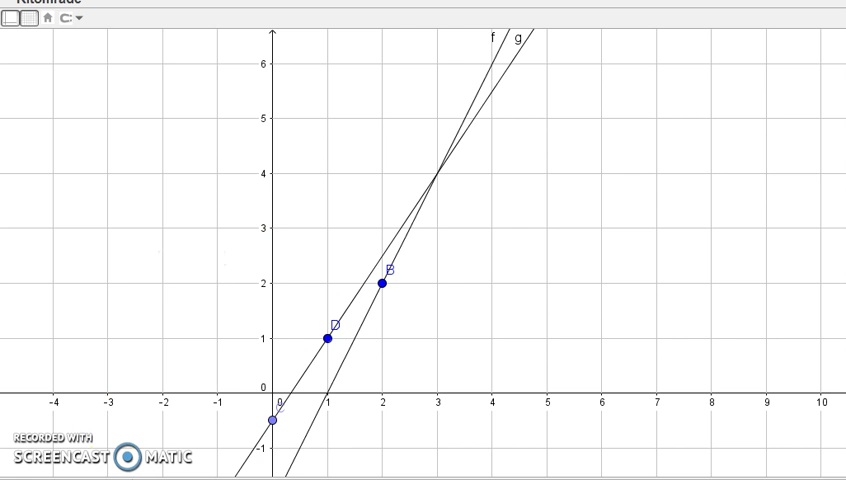 Ritområde
f g
6
5
4
3
B
2
D
1
0
-4 -3 -2 -1 0 1 2 3 4 5 6 7 8 9 10
C
-1
RECORDED WITH
SCREENCAST MATIC